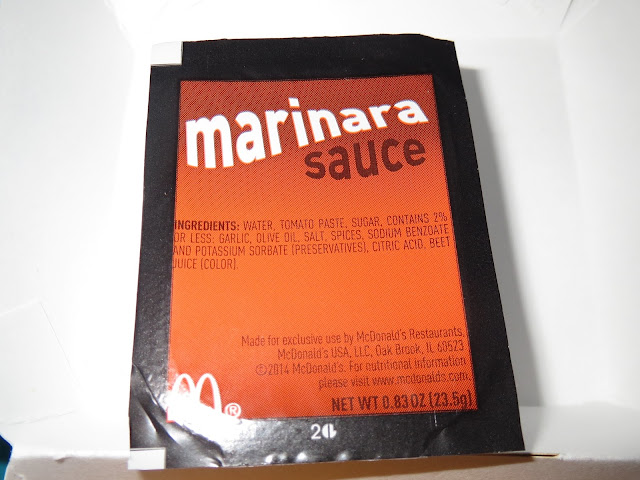 marinara
sauce
INGREDIENTS: WATER, TOMATO PASTE, SUGAR, CONTAINS 2%
OR LESS: GARLIC, OLIVE OIL, SALT, SPICES, SODIUM BENZOATE
AND POTASSIUM SORBATE (PRESERVATIVES), CITRIC ACID, BEET
JUICE (COLOR).
Made for exclusive use by McDonald's Restaurants.
McDonald's USA, LLC, Oak Brook, IL 60523
©2014 McDonald's. For nutritional information
please visit www.mcdonalds.com.
NET WT 0.83 OZ (23.5g)
®